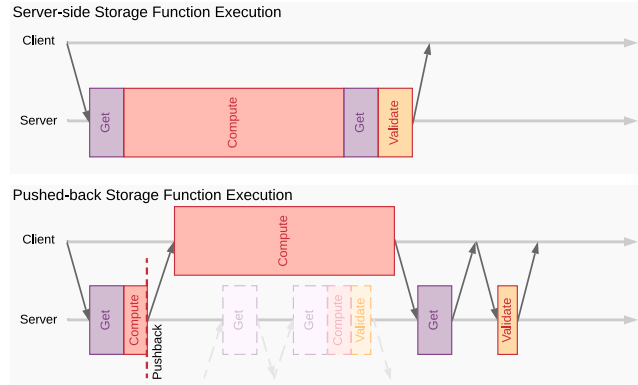 Server-side Storage Function Execution
Client
Server
Get
Compute
Get
Validate
Pushed-back Storage Function Execution
Client
Compute
Server
Get
Compute
Pushback
Get
Get
Compute
Validate
Get
Validate